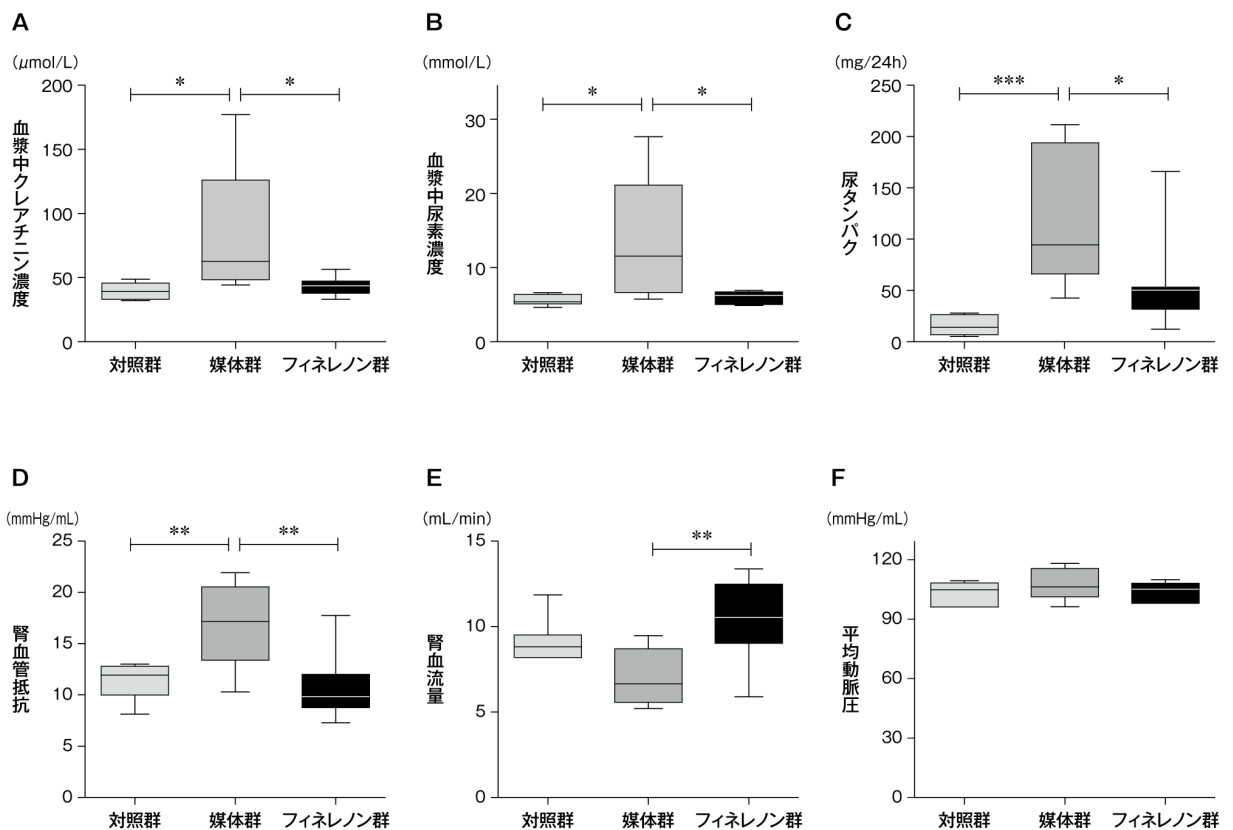 A
(μmol/L)
200
150
100
50
0
血漿中クレアチニン濃度
*
*
対照群
媒体群
フィネレノン群
B
(mmol/L)
30
20
10
0
血漿中尿素濃度
*
*
対照群
媒体群
フィネレノン群
C
(mg/24h)
250
200
150
100
50
0
尿タンパク
***
*
対照群
媒体群
フィネレノン群
D
(mmHg/mL)
25
20
15
10
5
0
腎血管抵抗
**
**
対照群
媒体群
フィネレノン群
E
(mL/min)
15
10
5
0
腎血流量
**
対照群
媒体群
フィネレノン群
F
(mmHg/mL)
120
90
60
30
0
平均動脈圧
対照群
媒体群
フィネレノン群